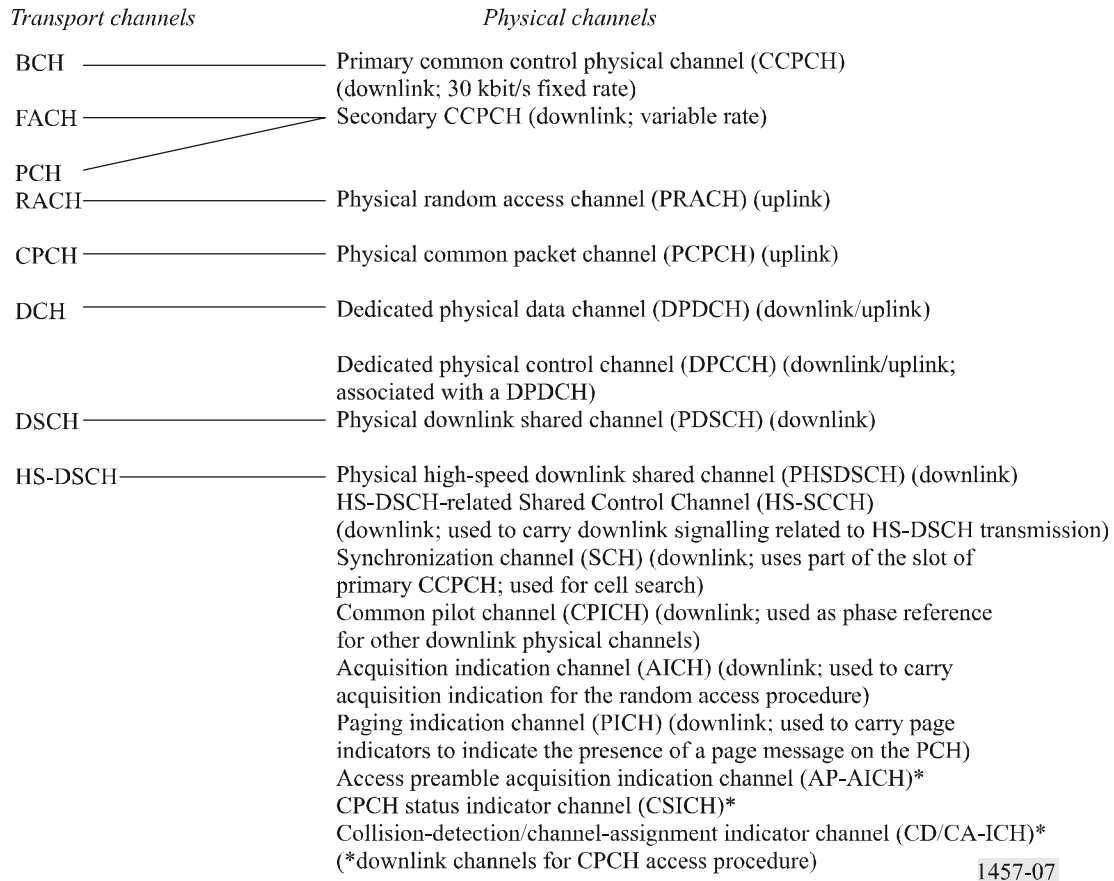 Transport channels Physical channels
BCH Primary common control physical channel (CCPCH)
(downlink; 30 kbit/s fixed rate)
FACH Secondary CCPCH (downlink; variable rate)
PCH
RACH Physical random access channel (PRACH) (uplink)
CPCH Physical common packet channel (PCPCH) (uplink)
DCH Dedicated physical data channel (DPDCH) (downlink/uplink)
Dedicated physical control channel (DPCCH) (downlink/uplink;
associated with a DPDCH)
DSCH Physical downlink shared channel (PDSCH) (downlink)
HS-DSCH Physical high-speed downlink shared channel (PHSDSCH) (downlink)
HS-DSCH-related Shared Control Channel (HS-SCCH)
(downlink; used to carry downlink signalling related to HS-DSCH transmission)
Synchronization channel (SCH) (downlink; uses part of the slot of
primary CCPCH; used for cell search)
Common pilot channel (CPICH) (downlink; used as phase reference
for other downlink physical channels)
Acquisition indication channel (AICH) (downlink; used to carry
acquisition indication for the random access procedure)
Paging indication channel (PICH) (downlink; used to carry page
indicators to indicate the presence of a page message on the PCH)
Access preamble acquisition indication channel (AP-AICH)*
CPCH status indicator channel (CSICH)*
Collision-detection/channel-assignment indicator channel (CD/CA-ICH)*
(*downlink channels for CPCH access procedure)
1457-07